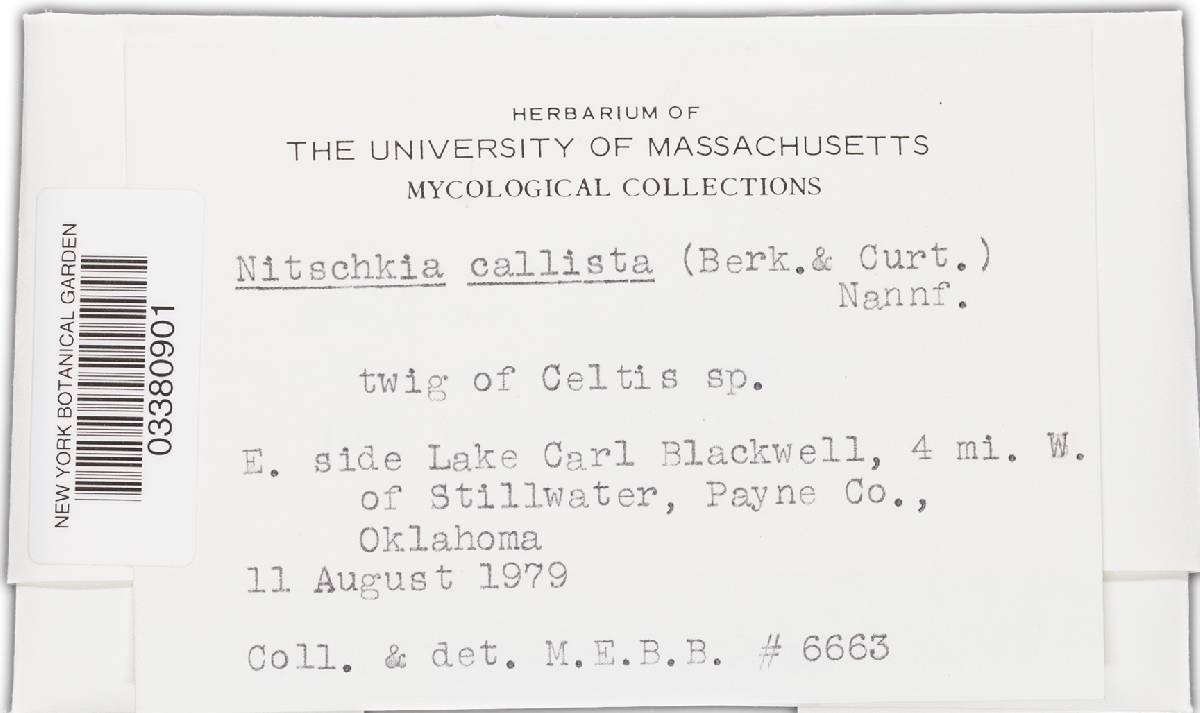 HERBARIUM OF
THE UNIVERSITY OF MASSACHUSETTS
MYCOLOGICAL COLLECTIONS
Nitschkia callista (Berk.& Curt.)
Nannf.
twig of Celtis sp.
E. side Lake Carl Blackwell, 4 mi. W.
of Stillwater, Payne Co.,
Oklahoma
11 August 1979
Coll. & det. M.E.B.B. # 6663
NEW YORK BOTANICAL GARDEN
03380901